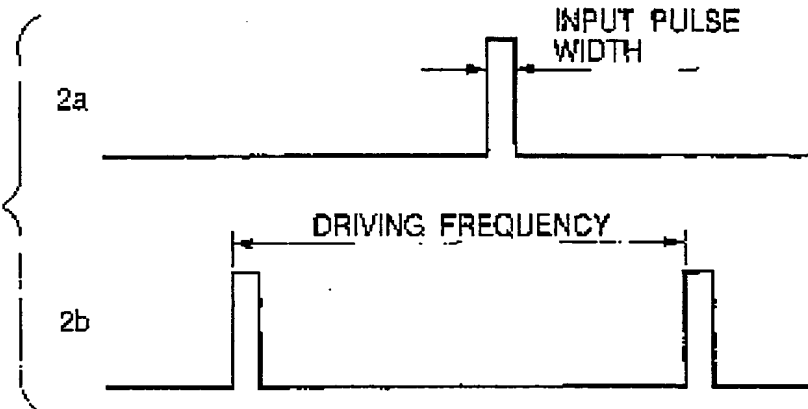 INPUT PULSE
WIDTH
2a
DRIVING FREQUENCY
2b